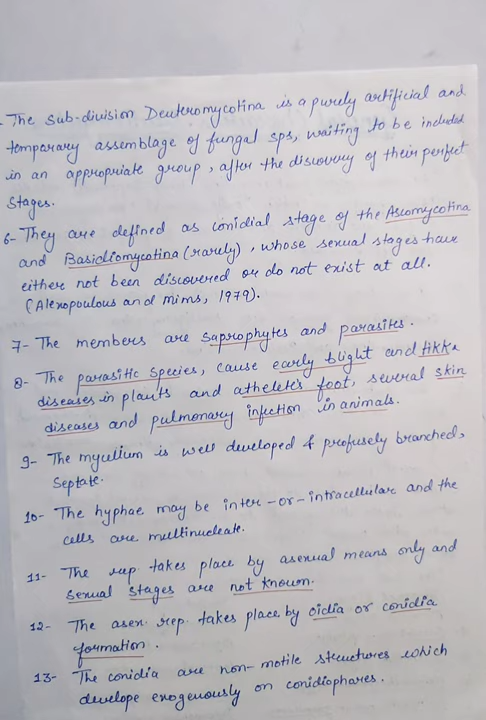 - The Sub-division Deuteromycotina is a purely artificial and
temporary assemblage of fungal sps, waiting to be included
in an appropriate group, after the discovery of their perfect
Stages.
6- They are defined as conidial stage of the Ascomycotina
and Basidiomycotina (rarely), whose sexual stages have
either not been discovered or do not exist at all.
(Alexopoulous and Mims, 1979).
7- The members are saprophytes and parasites.
8- The parasitic species, cause early blight and tikka
diseases in plants and athelete's foot, several skin
diseases and pulmonary infection in animals.
9- The mycelium is well developed & profusely branched,
septate.
10- The hyphae may be inter-or-intracellular and the
cells are multinucleate.
11- The rep. takes place by asexual means only and
sexual stages are not known.
12- The asex. rep. takes place by oidia or conidia
formation.
13- The conidia are non-motile structures which
develope exogenously on conidiophores.